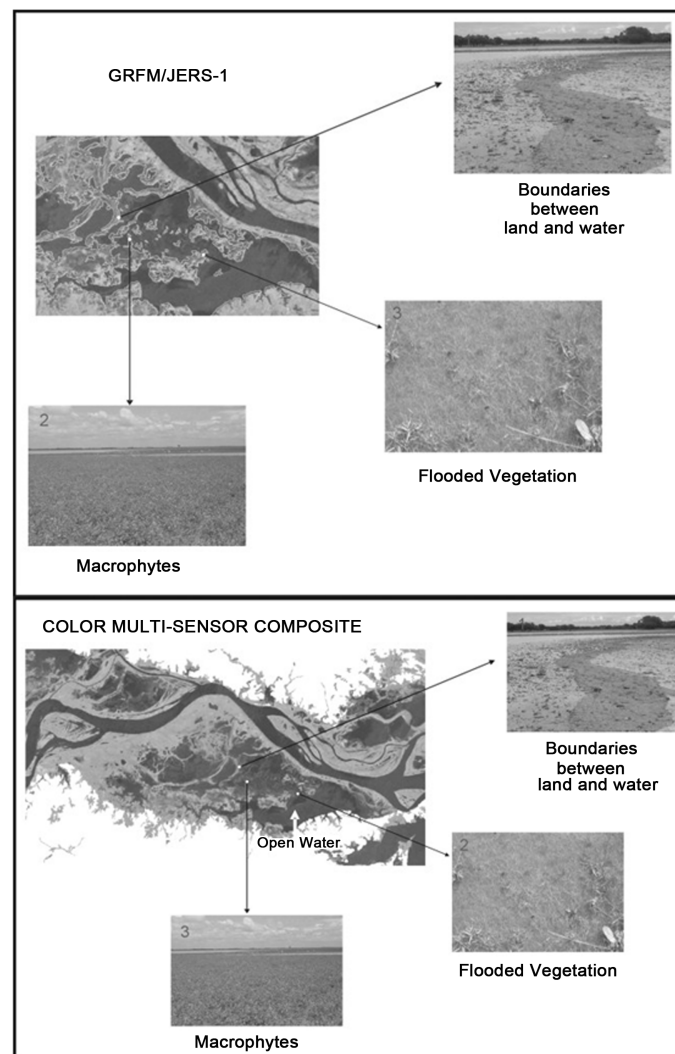 GRFM/JERS-1
Boundaries
between
land and water
3
Flooded Vegetation
2
Macrophytes
COLOR MULTI-SENSOR COMPOSITE
Boundaries
between
land and water
Open Water
2
Flooded Vegetation
3
Macrophytes